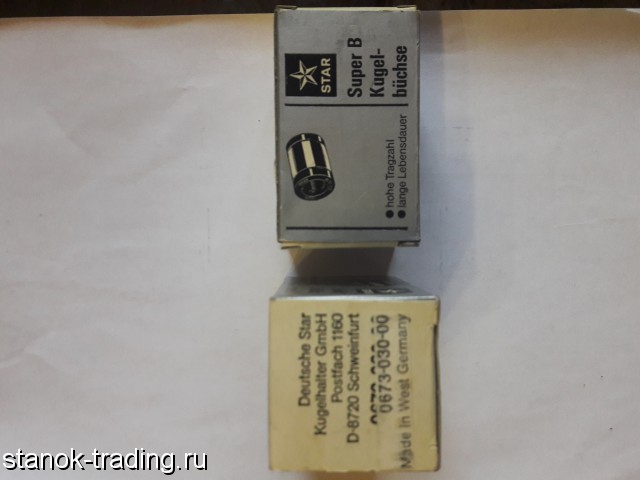 STAR
Super B
Kugel-
büchse
● hohe Tragzahl
● lange Lebensdauer
Deutsche Star
Kugelhalter GmbH
Postfach 1160
D-8720 Schweinfurt
0673-030-00
Made in West Germany
stanok-trading.ru